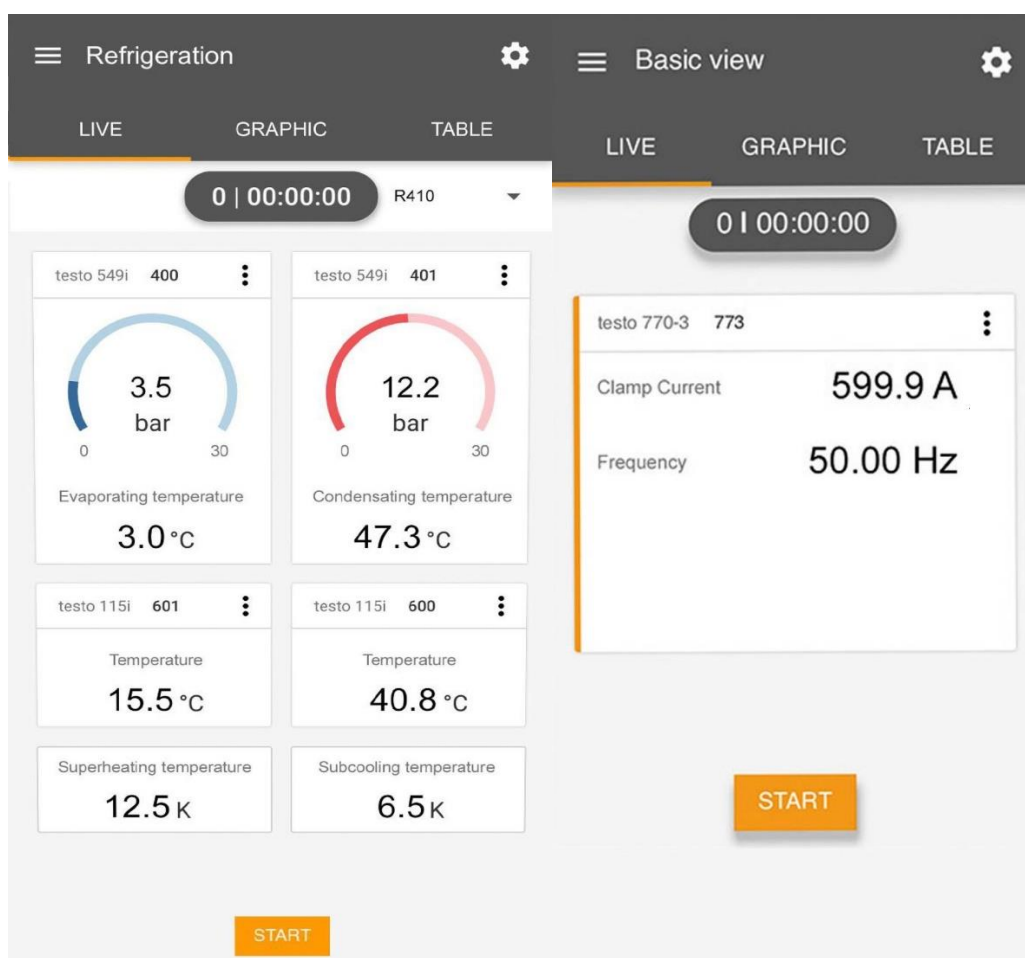 Refrigeration
LIVE GRAPHIC TABLE
0 | 00:00:00 R410
testo 549i 400
3.5
bar
0 30
Evaporating temperature
3.0 °C
testo 549i 401
12.2
bar
0 30
Condensating temperature
47.3 °C
testo 115i 601
Temperature
15.5 °C
testo 115i 600
Temperature
40.8 °C
Superheating temperature
12.5 K
Subcooling temperature
6.5 K
START
Basic view
LIVE GRAPHIC TABLE
0 | 00:00:00
testo 770-3 773
Clamp Current 599.9 A
Frequency 50.00 Hz
START